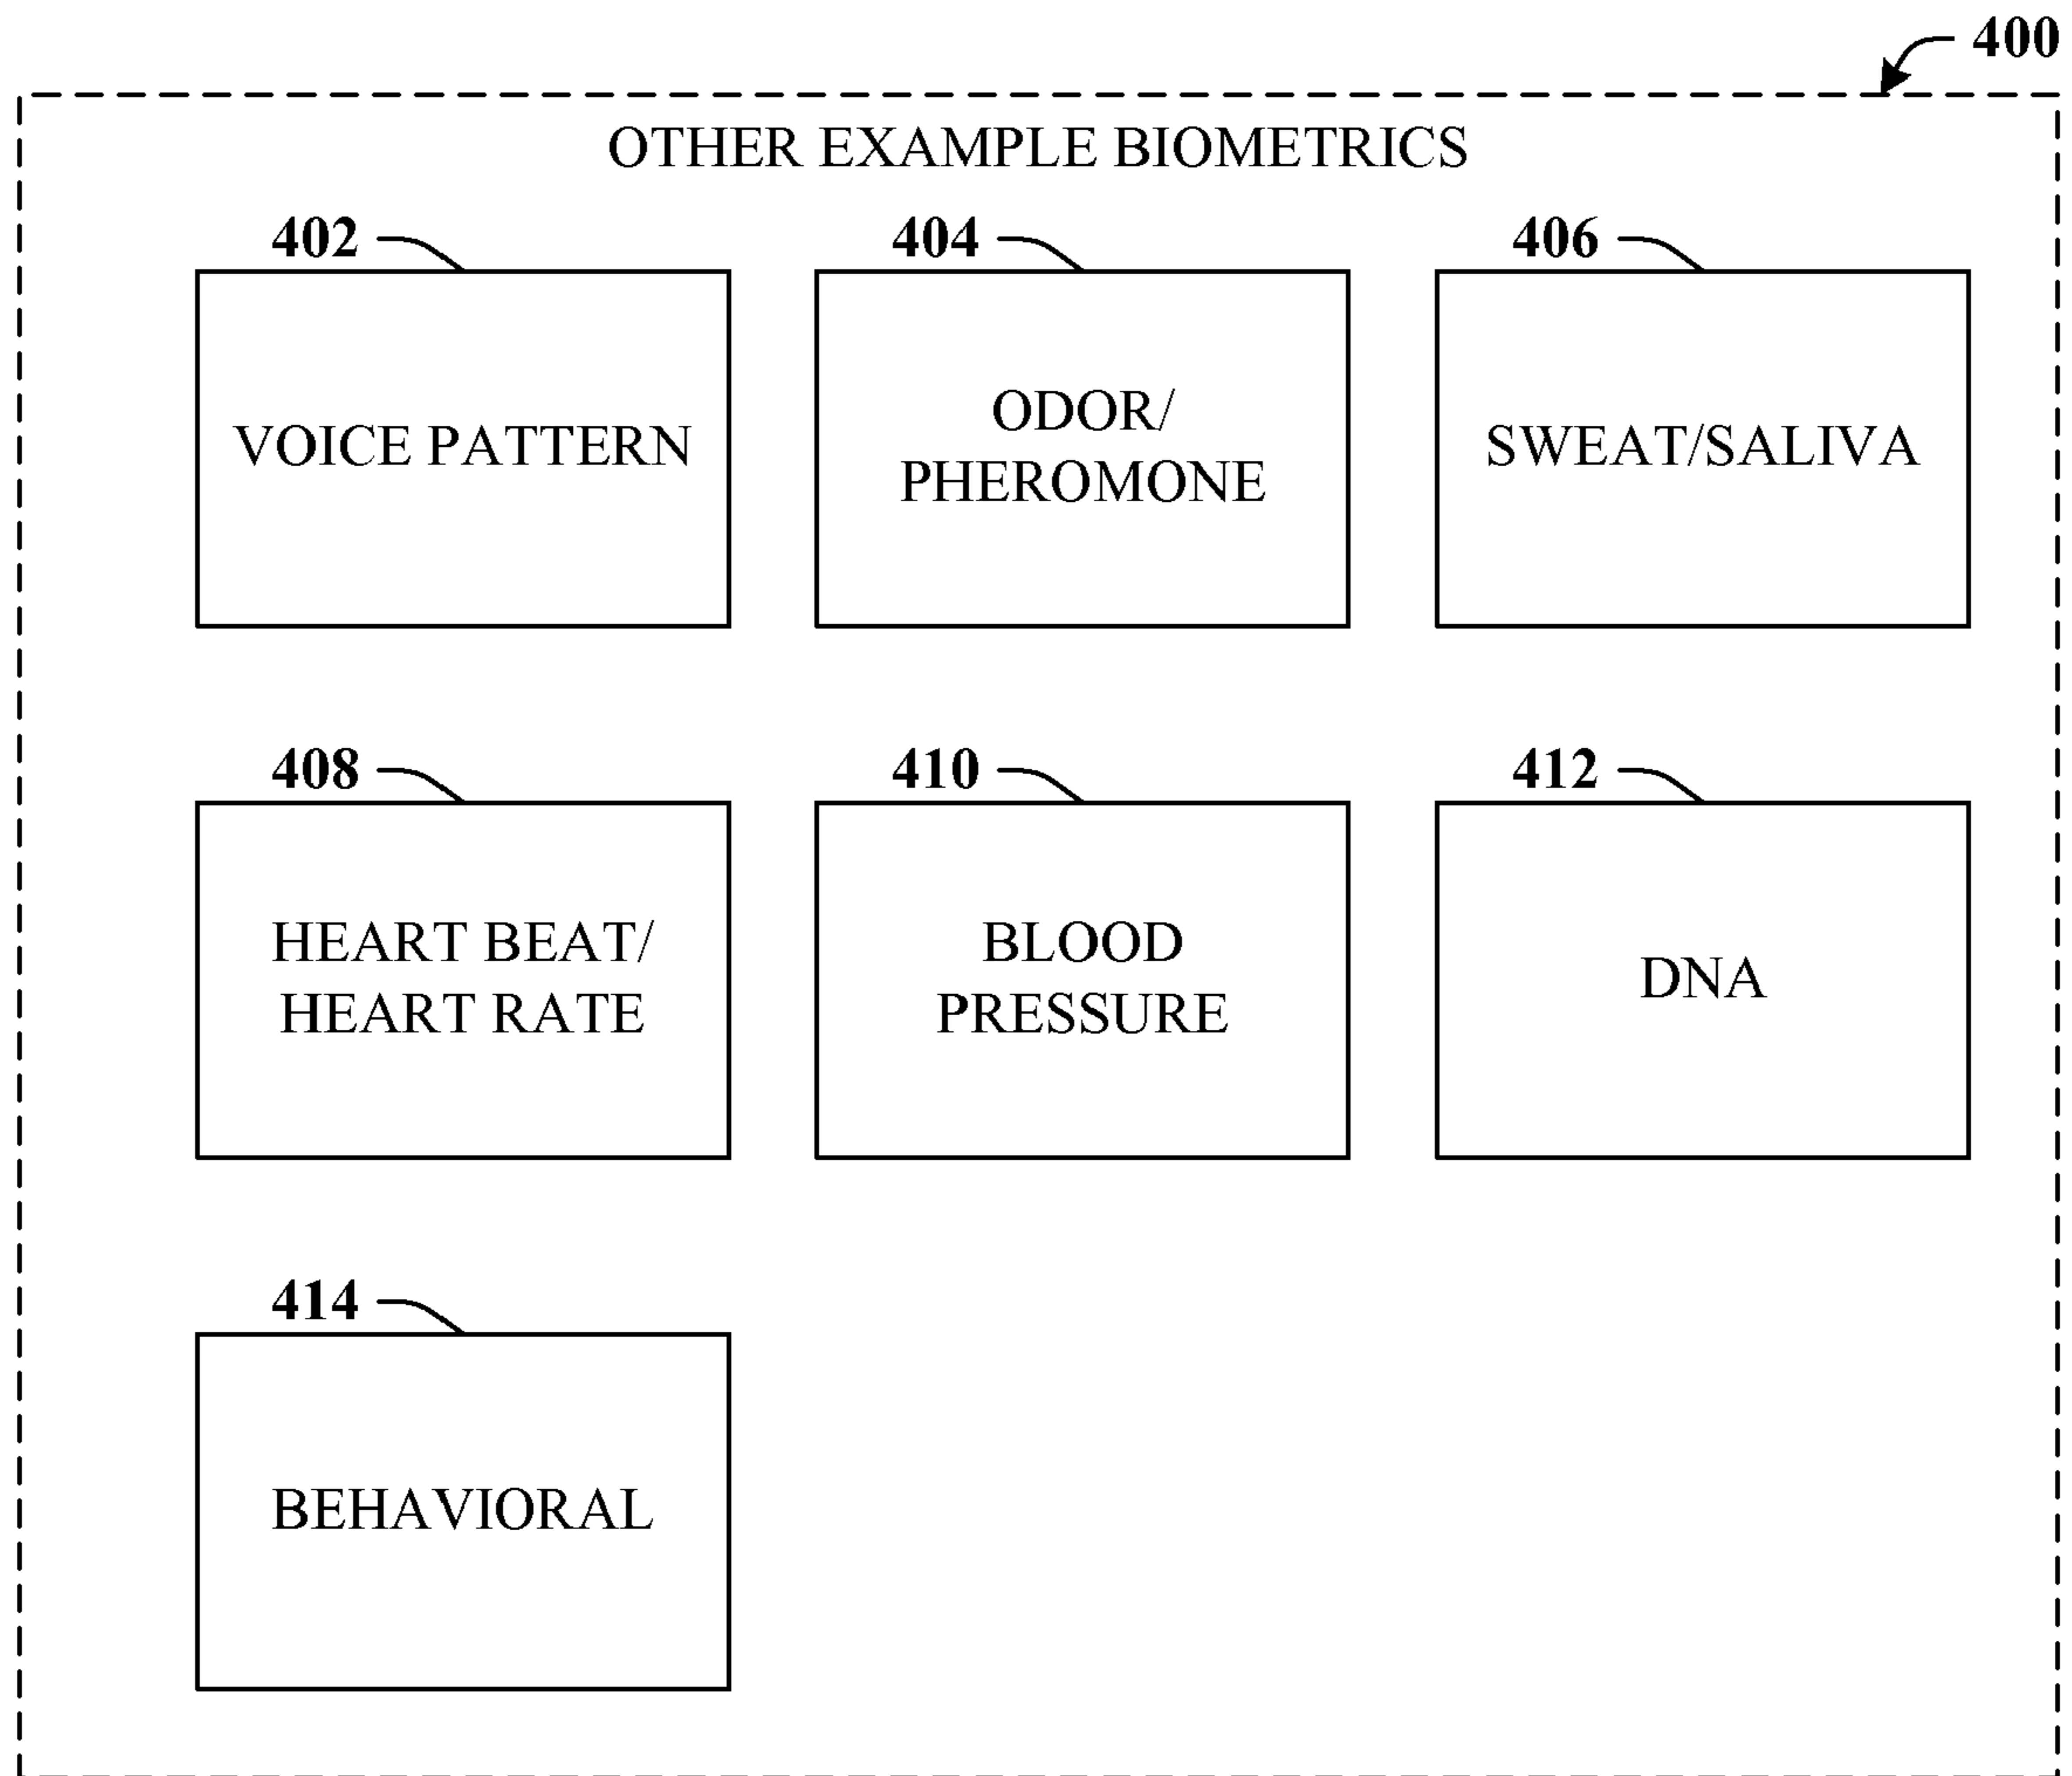 400
OTHER EXAMPLE BIOMETRICS
402
404
406
VOICE PATTERN
ODOR/
PHEROMONE
SWEAT/SALIVA
408
410
412
HEART BEAT/
HEART RATE
BLOOD
PRESSURE
DNA
414
BEHAVIORAL